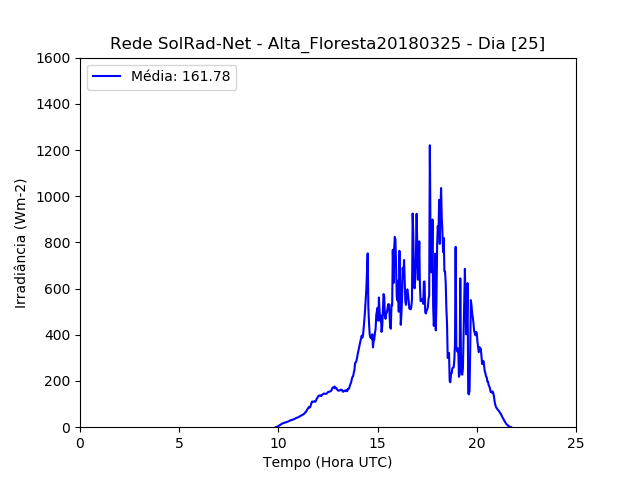 Rede SolRad-Net - Alta_Floresta20180325 - Dia [25]
Média: 161.78
1600
1400
1200
1000
800
600
400
200
0
Irradiância (Wm-2)
0 5 10 15 20 25
Tempo (Hora UTC)